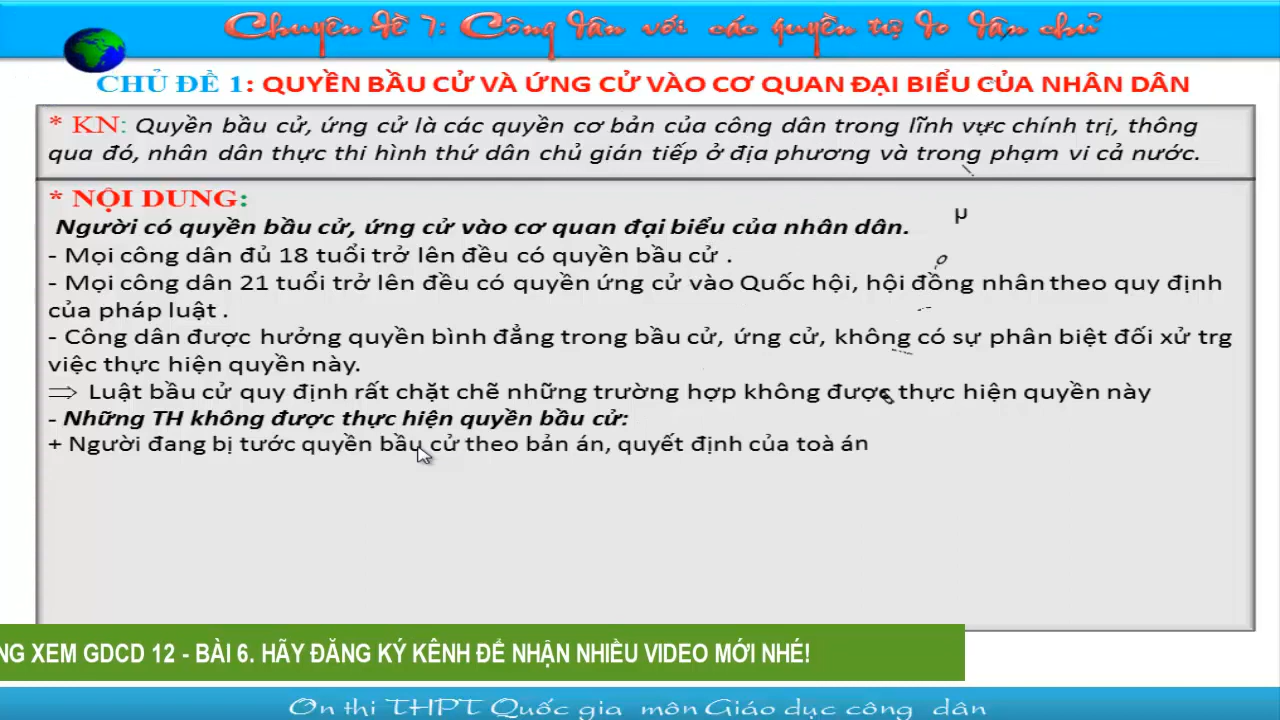 Chuyên đề 7: Công dân với các quyền tự do dân chủ
CHỦ ĐỀ 1: QUYỀN BẦU CỬ VÀ ỨNG CỬ VÀO CƠ QUAN ĐẠI BIỂU CỦA NHÂN DÂN
* KN: Quyền bầu cử, ứng cử là các quyền cơ bản của công dân trong lĩnh vực chính trị, thông
qua đó, nhân dân thực thi hình thứ dân chủ gián tiếp ở địa phương và trong phạm vi cả nước.
* NỘI DUNG:
Người có quyền bầu cử, ứng cử vào cơ quan đại biểu của nhân dân.
- Mọi công dân đủ 18 tuổi trở lên đều có quyền bầu cử .
- Mọi công dân 21 tuổi trở lên đều có quyền ứng cử vào Quốc hội, hội đồng nhân theo quy định
của pháp luật .
- Công dân được hưởng quyền bình đẳng trong bầu cử, ứng cử, không có sự phân biệt đối xử trg
việc thực hiện quyền này.
⇒ Luật bầu cử quy định rất chặt chẽ những trường hợp không được thực hiện quyền này
- Những TH không được thực hiện quyền bầu cử:
+ Người đang bị tước quyền bầu cử theo bản án, quyết định của toà án
NG XEM GDCD 12 - BÀI 6. HÃY ĐĂNG KÝ KÊNH ĐỂ NHẬN NHIỀU VIDEO MỚI NHÉ!
On thi THPT Quốc gia môn Giáo dục công dân